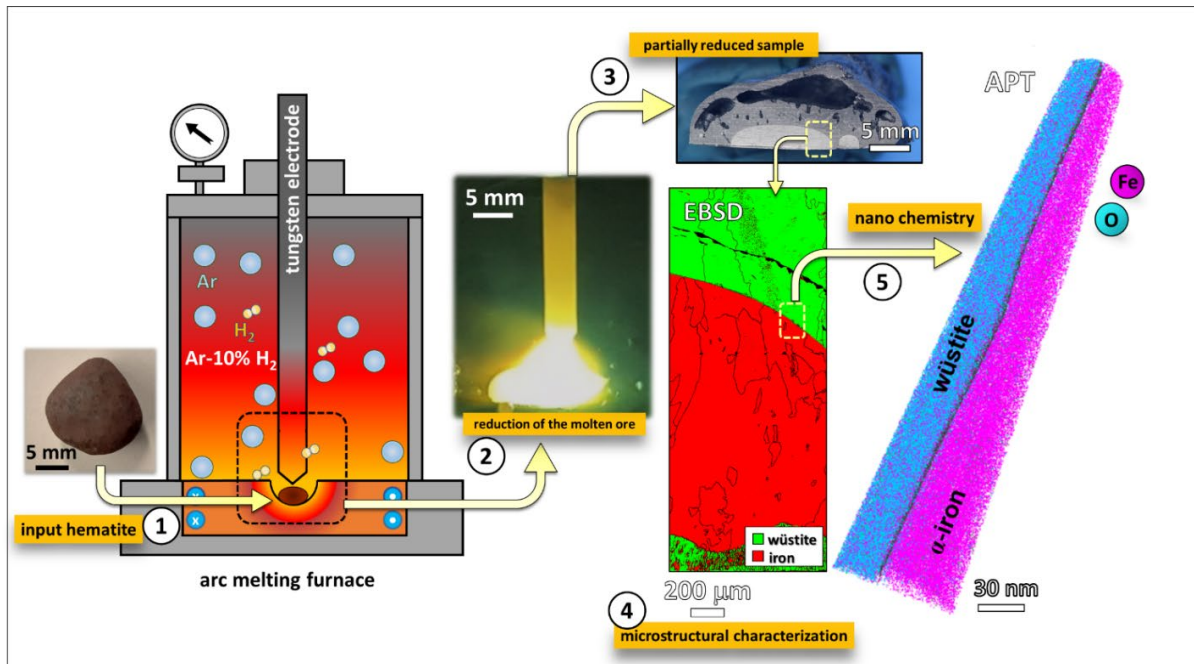 tungsten electrode
Ar
H₂
Ar-10% H₂
5 mm
input hematite
1
x
x
arc melting furnace
5 mm
reduction of the molten ore
2
partially reduced sample
3
5 mm
EBSD
wüstite
iron
200 µm
4
microstructural characterization
nano chemistry
5
APT
Fe
O
wüstite
α-iron
30 nm